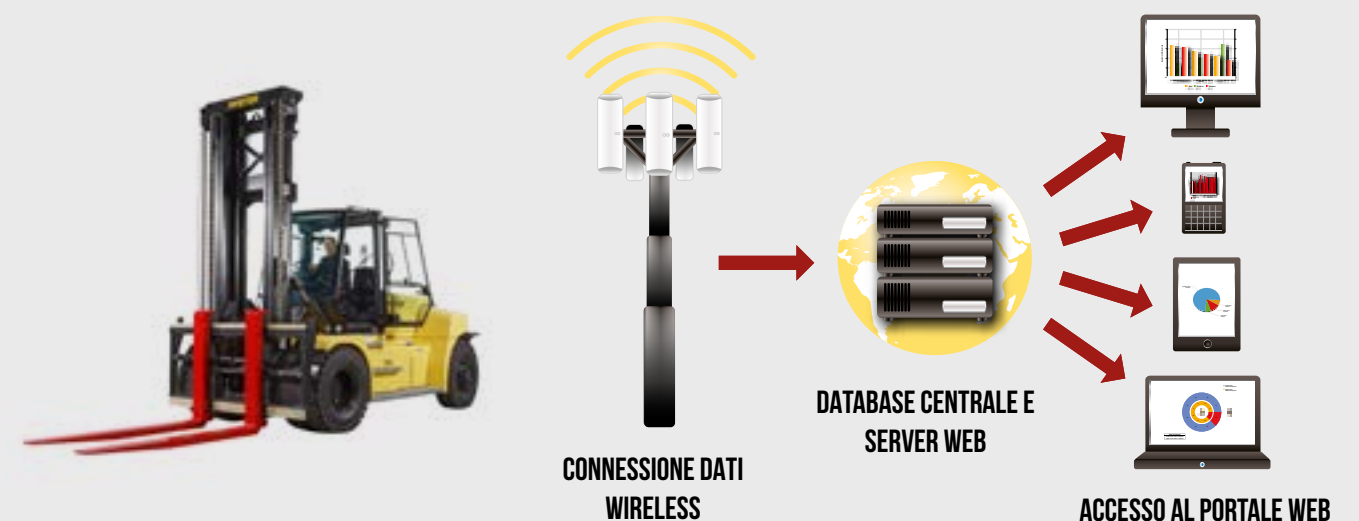 CONNESSIONE DATI
WIRELESS
DATABASE CENTRALE E
SERVER WEB
ACCESSO AL PORTALE WEB